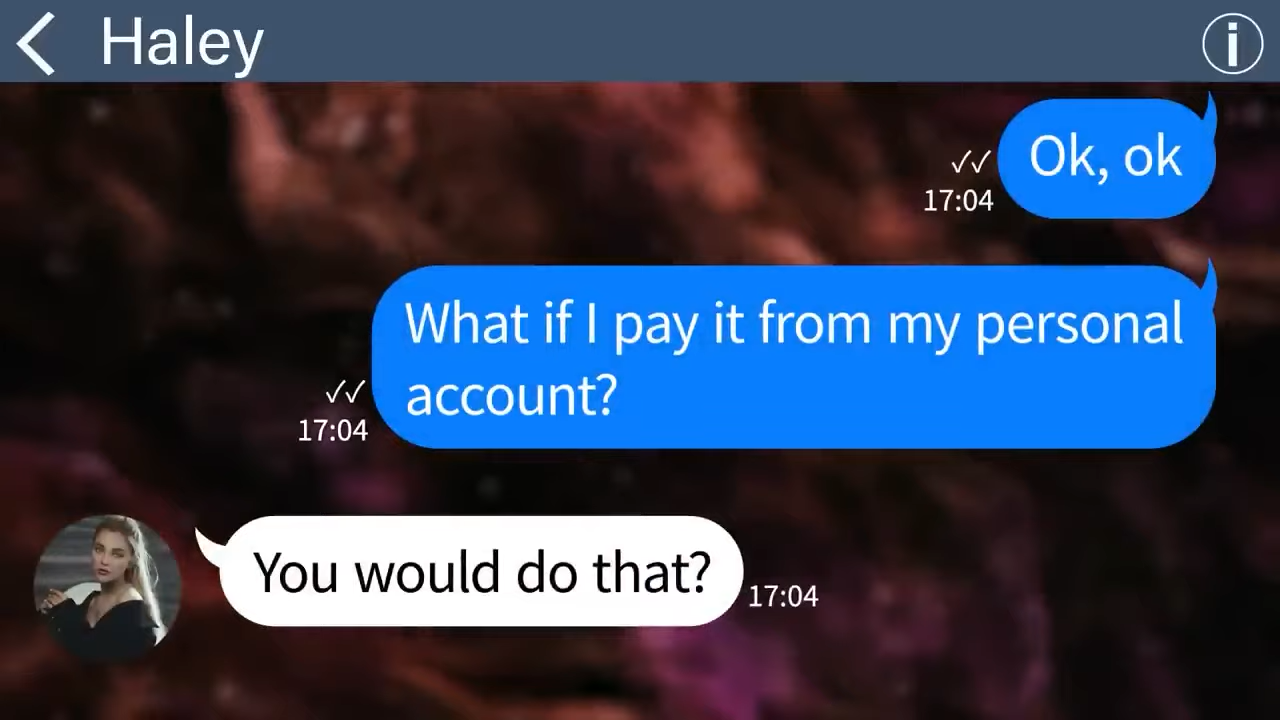 Haley
Ok, ok
17:04
What if I pay it from my personal
account?
17:04
You would do that?
17:04